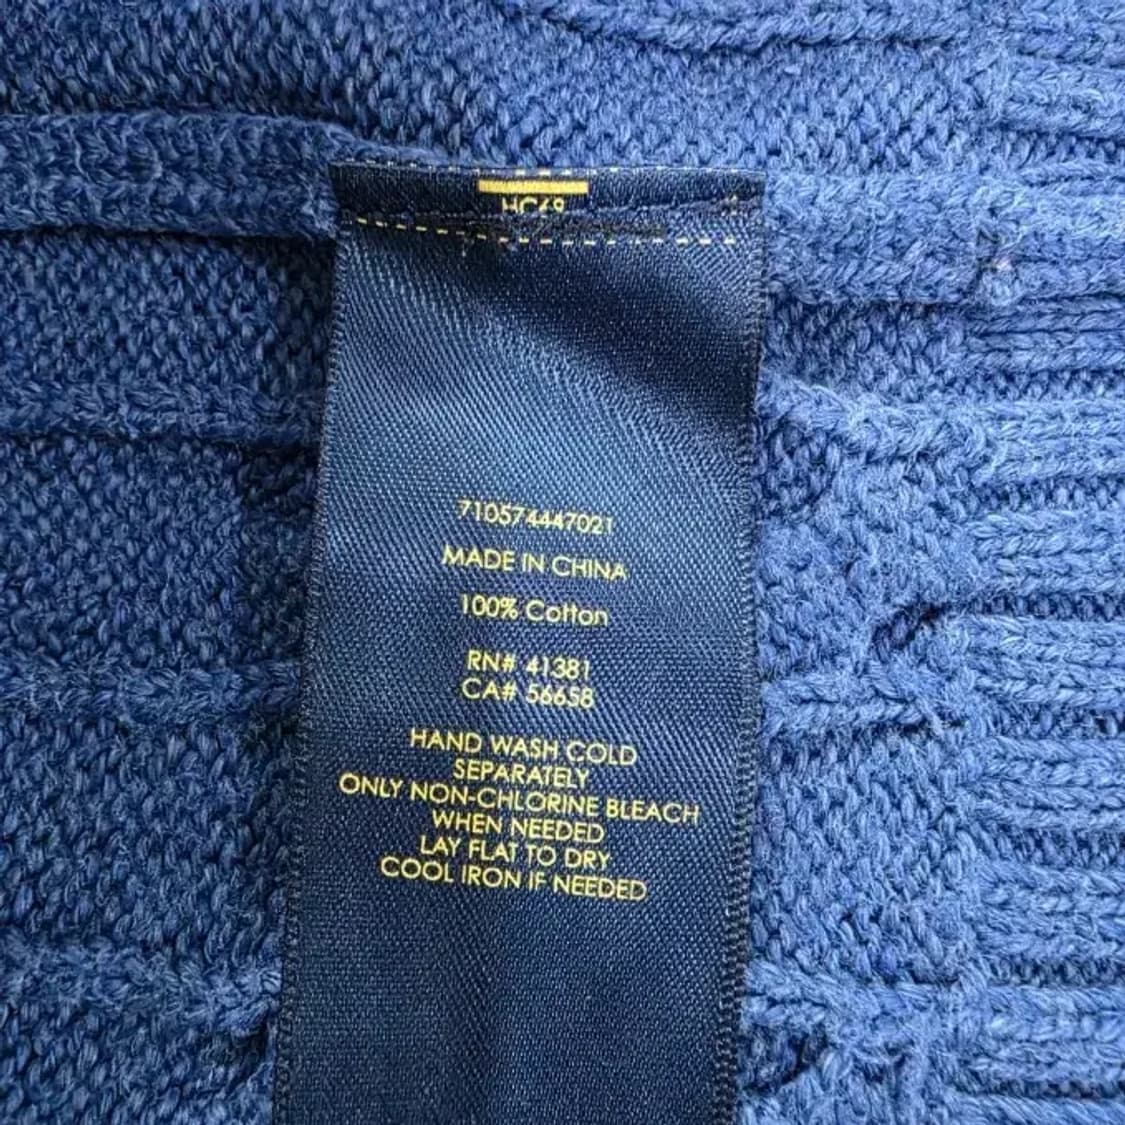 710574447021
MADE IN CHINA
100% Cotton
RN# 41381
CA# 56658
HAND WASH COLD
SEPARATELY
ONLY NON-CHLORINE BLEACH
WHEN NEEDED
LAY FLAT TO DRY
COOL IRON IF NEEDED